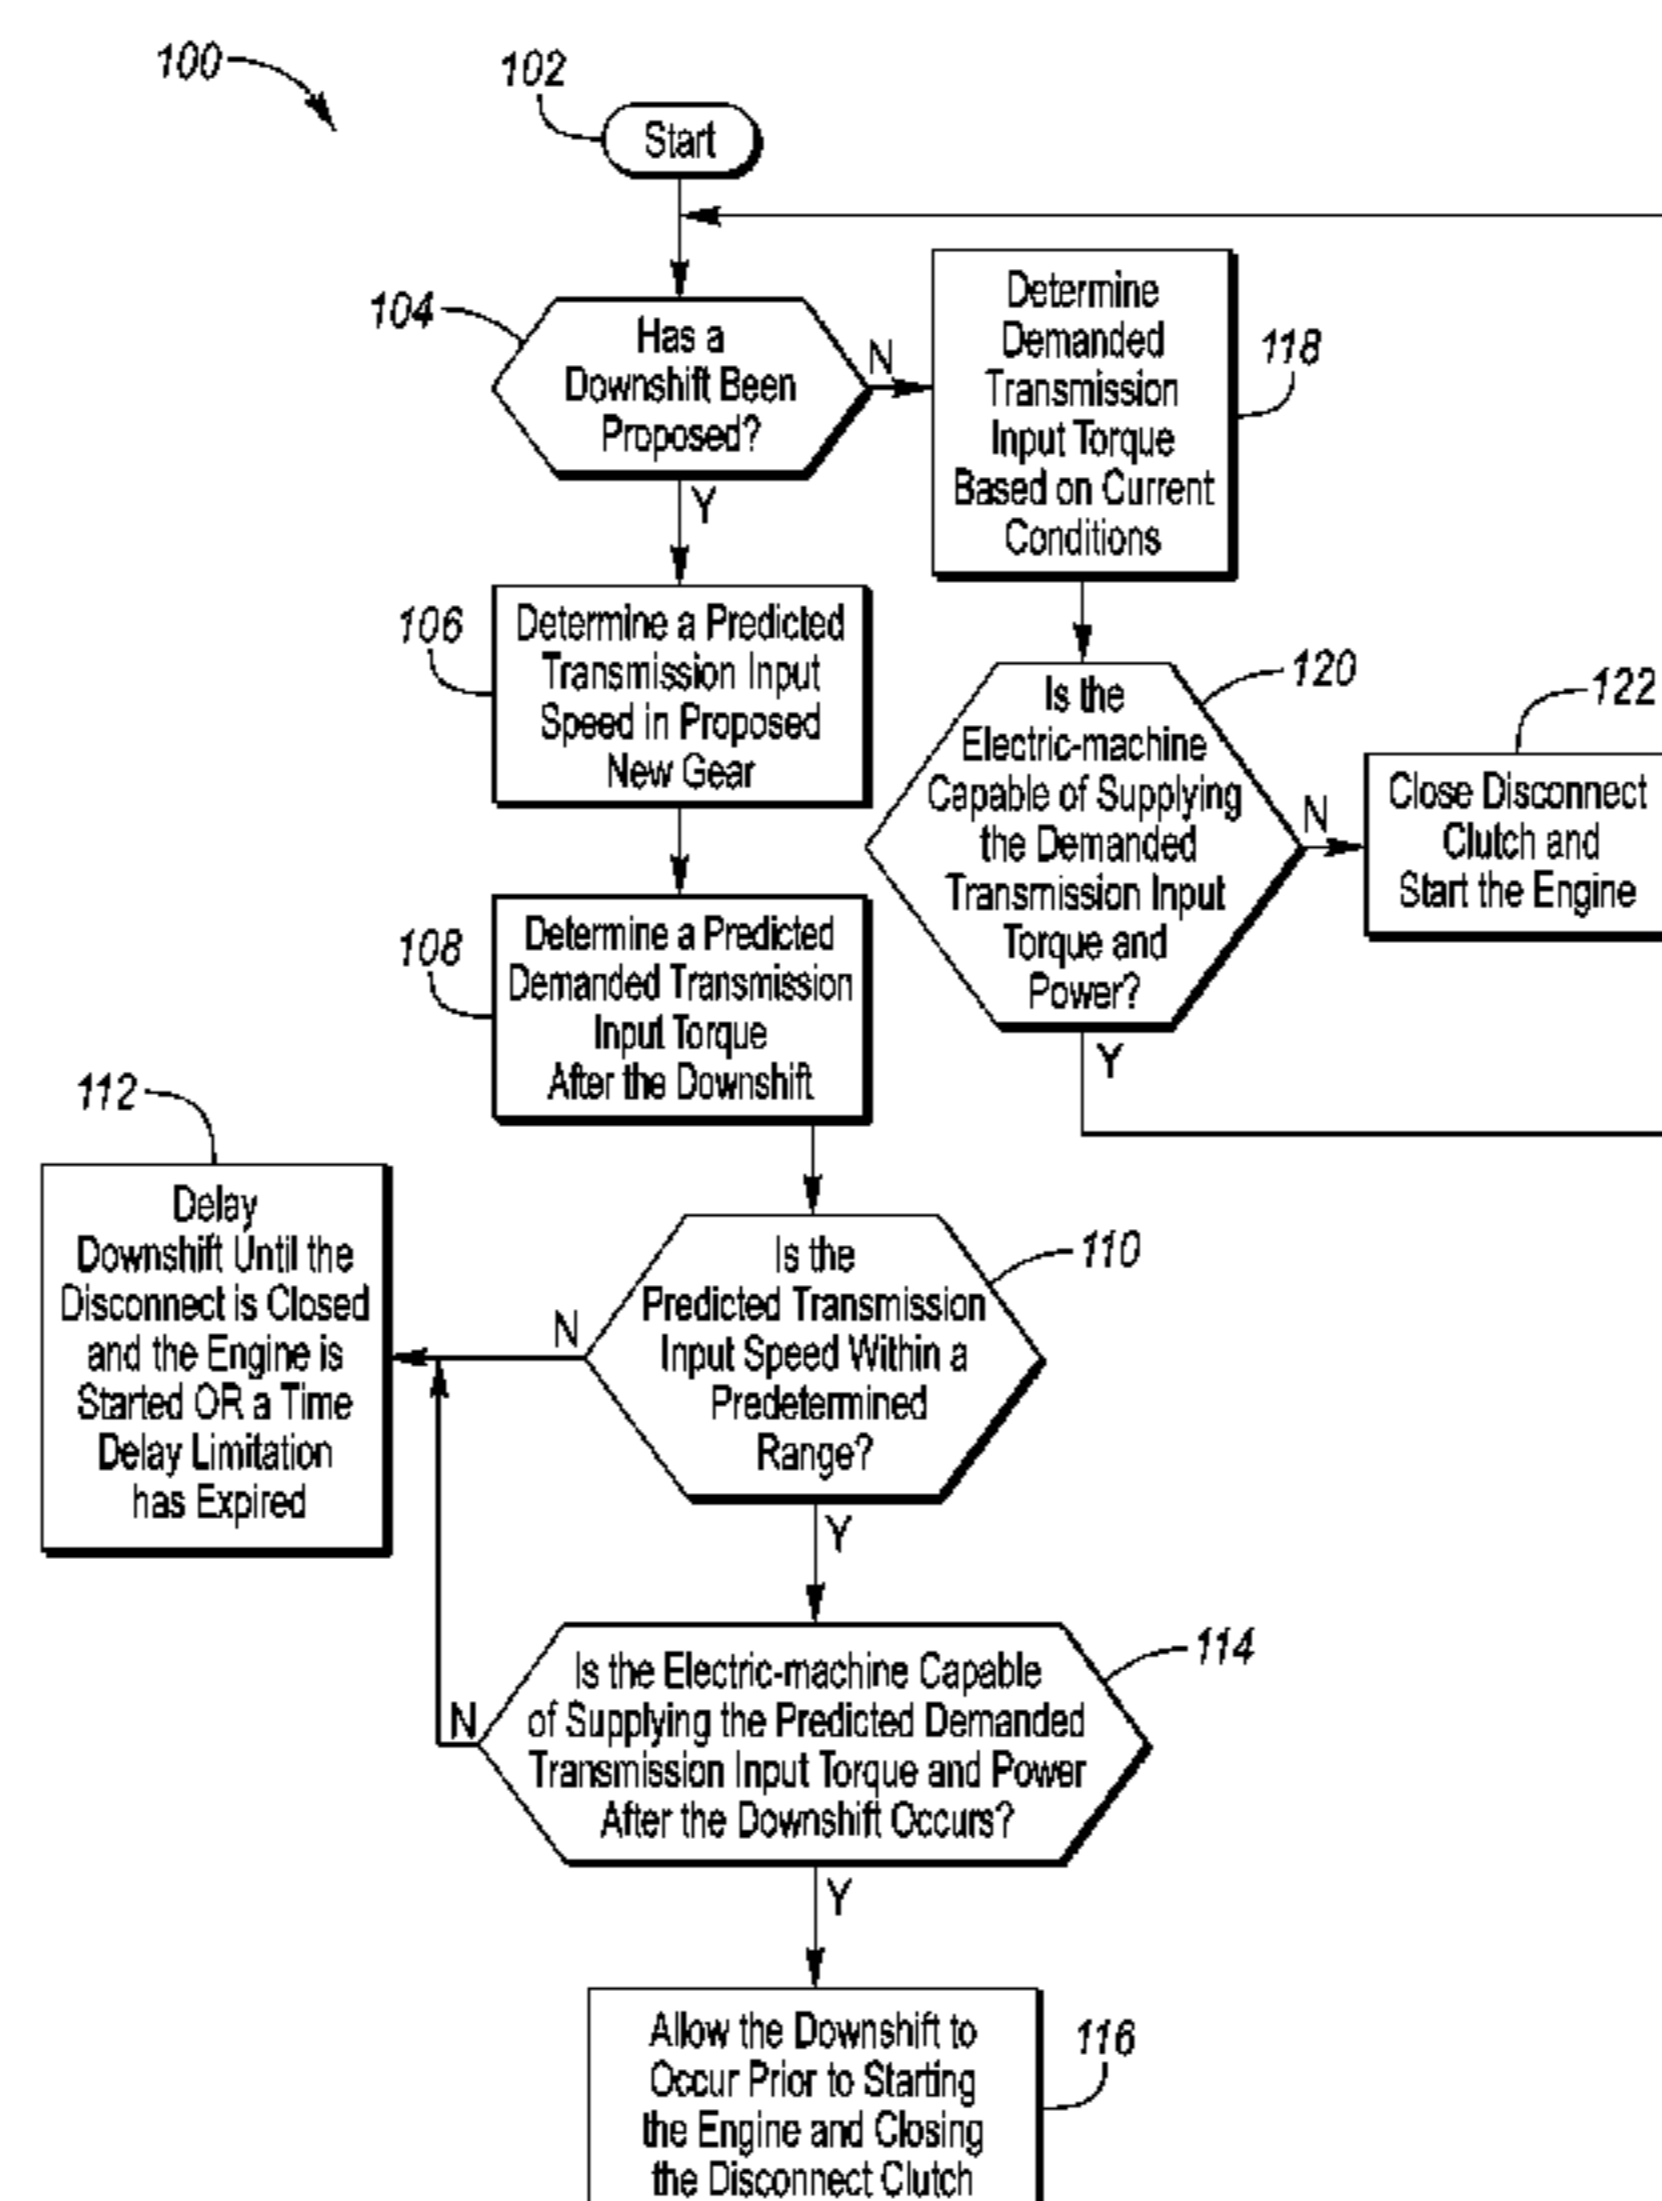 100
102
Start
104
Has a
Downshift Been
Proposed?
N
Y
Determine
Demanded
Transmission
Input Torque
Based on Current
Conditions
118
106
Determine a Predicted
Transmission Input
Speed in Proposed
New Gear
120
Is the
Electric-machine
Capable of Supplying
the Demanded
Transmission Input
Torque and
Power?
N
Y
122
Close Disconnect
Clutch and
Start the Engine
108
Determine a Predicted
Demanded Transmission
Input Torque
After the Downshift
112
Delay
Downshift Until the
Disconnect is Closed
and the Engine is
Started OR a Time
Delay Limitation
has Expired
110
Is the
Predicted Transmission
Input Speed Within a
Predetermined
Range?
N
Y
114
Is the Electric-machine Capable
of Supplying the Predicted Demanded
Transmission Input Torque and Power
After the Downshift Occurs?
N
Y
116
Allow the Downshift to
Occur Prior to Starting
the Engine and Closing
the Disconnect Clutch